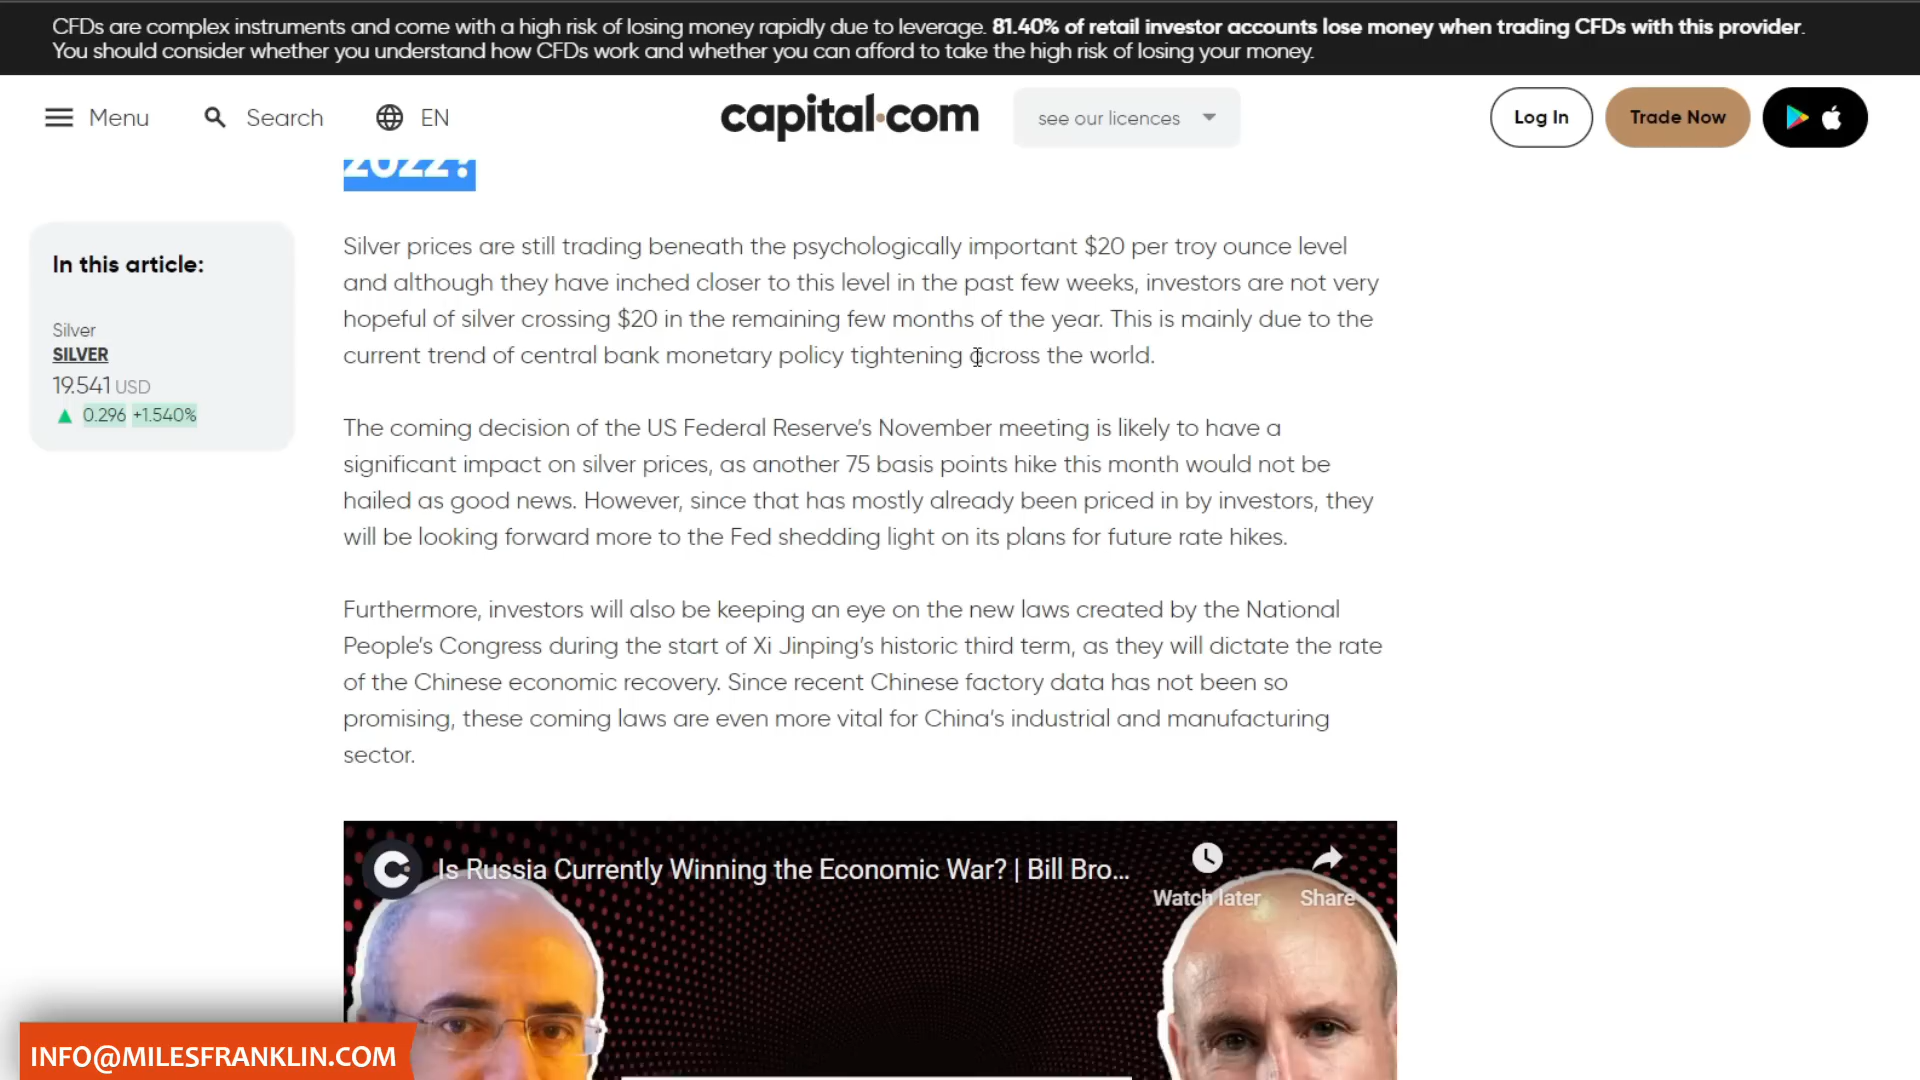 CFDs are complex instruments and come with a high risk of losing money rapidly due to leverage. 81.40% of retail investor accounts lose money when trading CFDs with this provider.
You should consider whether you understand how CFDs work and whether you can afford to take the high risk of losing your money.
Menu
Search
EN
capital.com
see our licences
Log In
Trade Now
2022?
In this article:
Silver
SILVER
19.541 USD
0.296 +1.540%
Silver prices are still trading beneath the psychologically important $20 per troy ounce level
and although they have inched closer to this level in the past few weeks, investors are not very
hopeful of silver crossing $20 in the remaining few months of the year. This is mainly due to the
current trend of central bank monetary policy tightening across the world.
The coming decision of the US Federal Reserve’s November meeting is likely to have a
significant impact on silver prices, as another 75 basis points hike this month would not be
hailed as good news. However, since that has mostly already been priced in by investors, they
will be looking forward more to the Fed shedding light on its plans for future rate hikes.
Furthermore, investors will also be keeping an eye on the new laws created by the National
People’s Congress during the start of Xi Jinping’s historic third term, as they will dictate the rate
of the Chinese economic recovery. Since recent Chinese factory data has not been so
promising, these coming laws are even more vital for China’s industrial and manufacturing
sector.
Is Russia Currently Winning the Economic War? | Bill Bro...
Watch later
Share
INFO@MILESFRANKLIN.COM